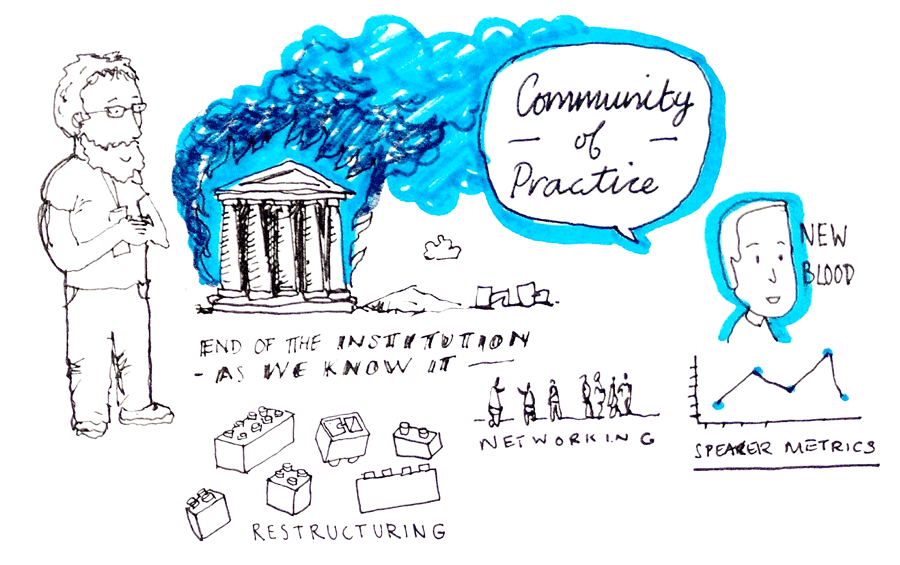 Community
— of —
Practice
NEW
BLOOD
END OF THE INSTITUTION
- AS WE KNOW IT —
NETWORKING
SPEAKER METRICS
RESTRUCTURING